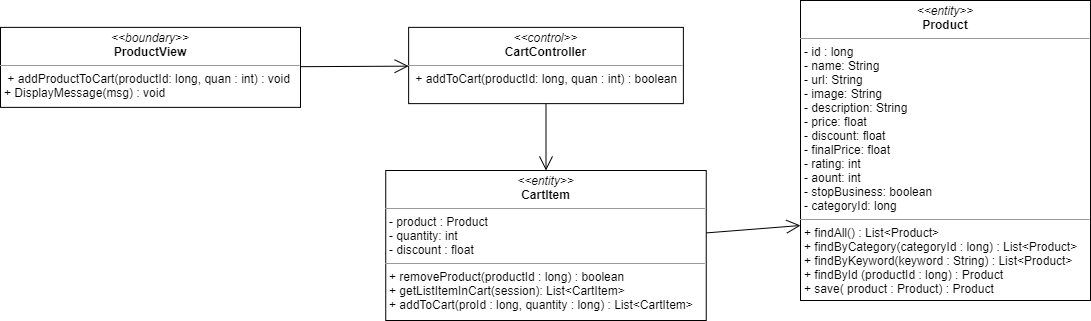 <<boundary>>
ProductView
+ addProductToCart(productId: long, quan : int) : void
+ DisplayMessage(msg) : void
<<control>>
CartController
+ addToCart(productId: long, quan : int) : boolean
<<entity>>
CartItem
- product : Product
- quantity: int
- discount : float
+ removeProduct(productId : long) : boolean
+ getListItemInCart(session): List<CartItem>
+ addToCart(proId : long, quantity : long) : List<CartItem>
<<entity>>
Product
- id : long
- name: String
- url: String
- image: String
- description: String
- price: float
- discount: float
- finalPrice: float
- rating: int
- aount: int
- stopBusiness: boolean
- categoryId: long
+ findAll() : List<Product>
+ findByCategory(categoryId : long) : List<Product>
+ findByKeyword(keyword : String) : List<Product>
+ findById (productId : long) : Product
+ save( product : Product) : Product